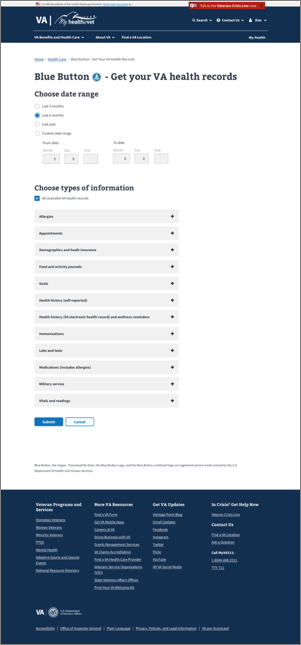 An official website of the United States government
Talk to the Veterans Crisis Line now
VA
My healthevet
Search
Contact Us
Kim
VA Benefits and Health Care
About VA
Find a VA Location
My Health
Home › Health Care › Blue Button - Get Your VA Health Records
Blue Button - Get your VA health records
Choose date range
Last 3 months
Last 6 months
Last year
Custom date range
From date
To date
Month Day Year
Month Day Year
Choose types of information
All available VA health records
Allergies
Appointments
Demographics and health insurance
Food and activity journals
Goals
Health history (self-reported)
Health history (VA electronic health record) and wellness reminders
Immunizations
Labs and tests
Medications (includes allergies)
Military service
Vitals and readings
Submit
Cancel
Blue Button, the slogan, 'Download My Data,' the Blue Button Logo, and the Blue Button combined logo are registered service marks owned by the U.S.
Department of Health and Human Services.
Veteran Programs and
Services
Homeless Veterans
Women Veterans
Minority Veterans
PTSD
Mental Health
Adaptive Sports and Special
Events
National Resource Directory
More VA Resources
Find a VA Form
Get VA Mobile Apps
Careers at VA
Doing Business with VA
Grants Management Services
VA Claims Accreditation
Find a VA Health Care Provider
Veterans Service Organizations
(VSO)
State Veterans Affairs Offices
Print Your VA Welcome Kit
Get VA Updates
Vantage Point Blog
Email Updates
Facebook
Instagram
Twitter
Flickr
YouTube
All VA Social Media
In Crisis? Get Help Now
Veterans Crisis Line
Contact Us
Find a VA Location
Ask a Question
Call MyVA311:
1-844-698-2311
TTY: 711
VA
U.S. Department
of Veterans Affairs
Accessibility
Office of Inspector General
Plain Language
Privacy, Policies, and Legal Information
VA.gov Scorecard